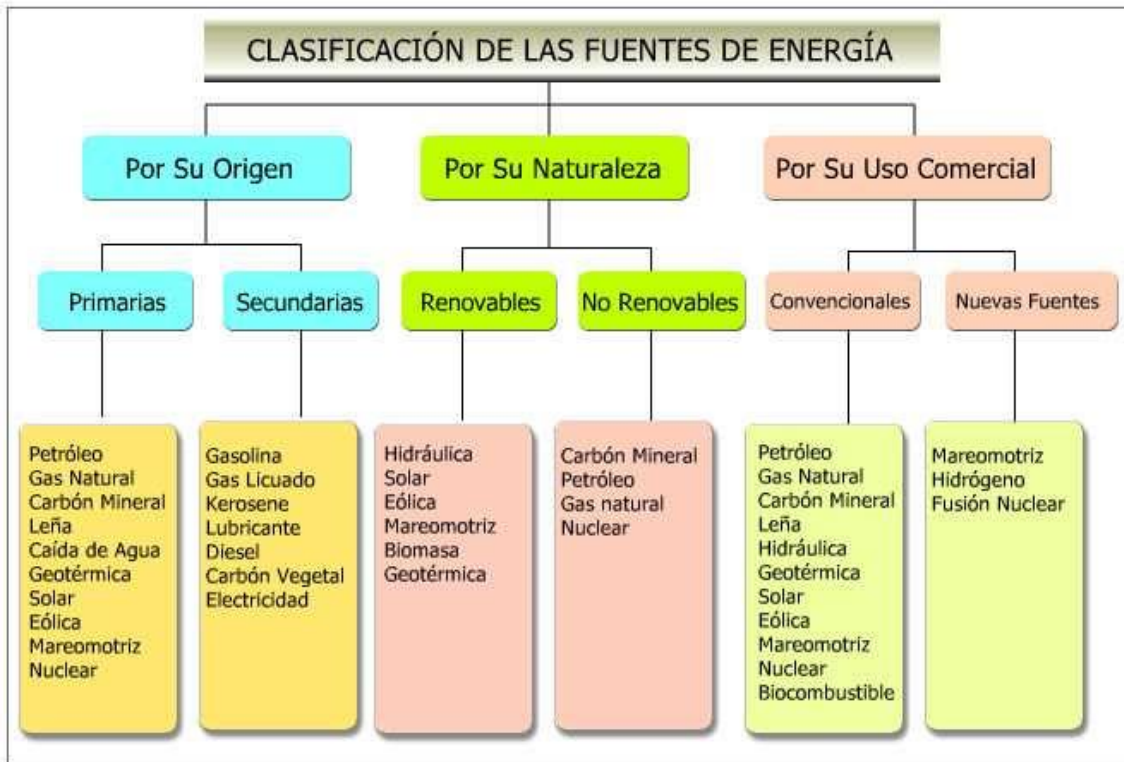 CLASIFICACIÓN DE LAS FUENTES DE ENERGÍA
Por Su Origen
Por Su Naturaleza
Por Su Uso Comercial
Primarias
Secundarias
Renovables
No Renovables
Convencionales
Nuevas Fuentes
Petróleo
Gas Natural
Carbón Mineral
Leña
Caída de Agua
Geotérmica
Solar
Eólica
Mareomotriz
Nuclear
Gasolina
Gas Licuado
Kerosene
Lubricante
Diesel
Carbón Vegetal
Electricidad
Hidráulica
Solar
Eólica
Mareomotriz
Biomasa
Geotérmica
Carbón Mineral
Petróleo
Gas natural
Nuclear
Petróleo
Gas Natural
Carbón Mineral
Leña
Hidráulica
Geotérmica
Solar
Eólica
Mareomotriz
Nuclear
Biocombustible
Mareomotriz
Hidrógeno
Fusión Nuclear